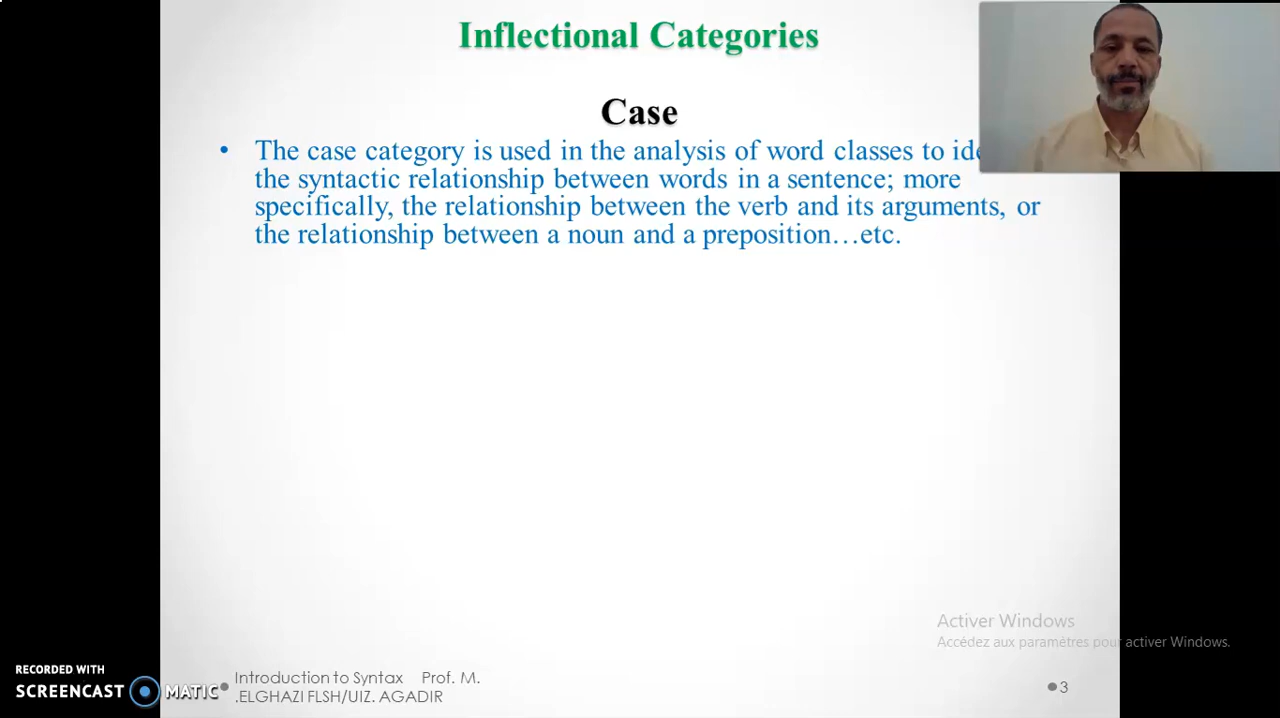 Inflectional Categories
Case
• The case category is used in the analysis of word classes to
the syntactic relationship between words in a sentence; more
specifically, the relationship between the verb and its arguments, or
the relationship between a noun and a preposition…etc.
Activer Windows
Accédez aux paramètres pour activer Windows.
RECORDED WITH
SCREENCAST MATIC
Introduction to Syntax Prof. M.
.ELGHAZI FLSH/UIZ. AGADIR
3